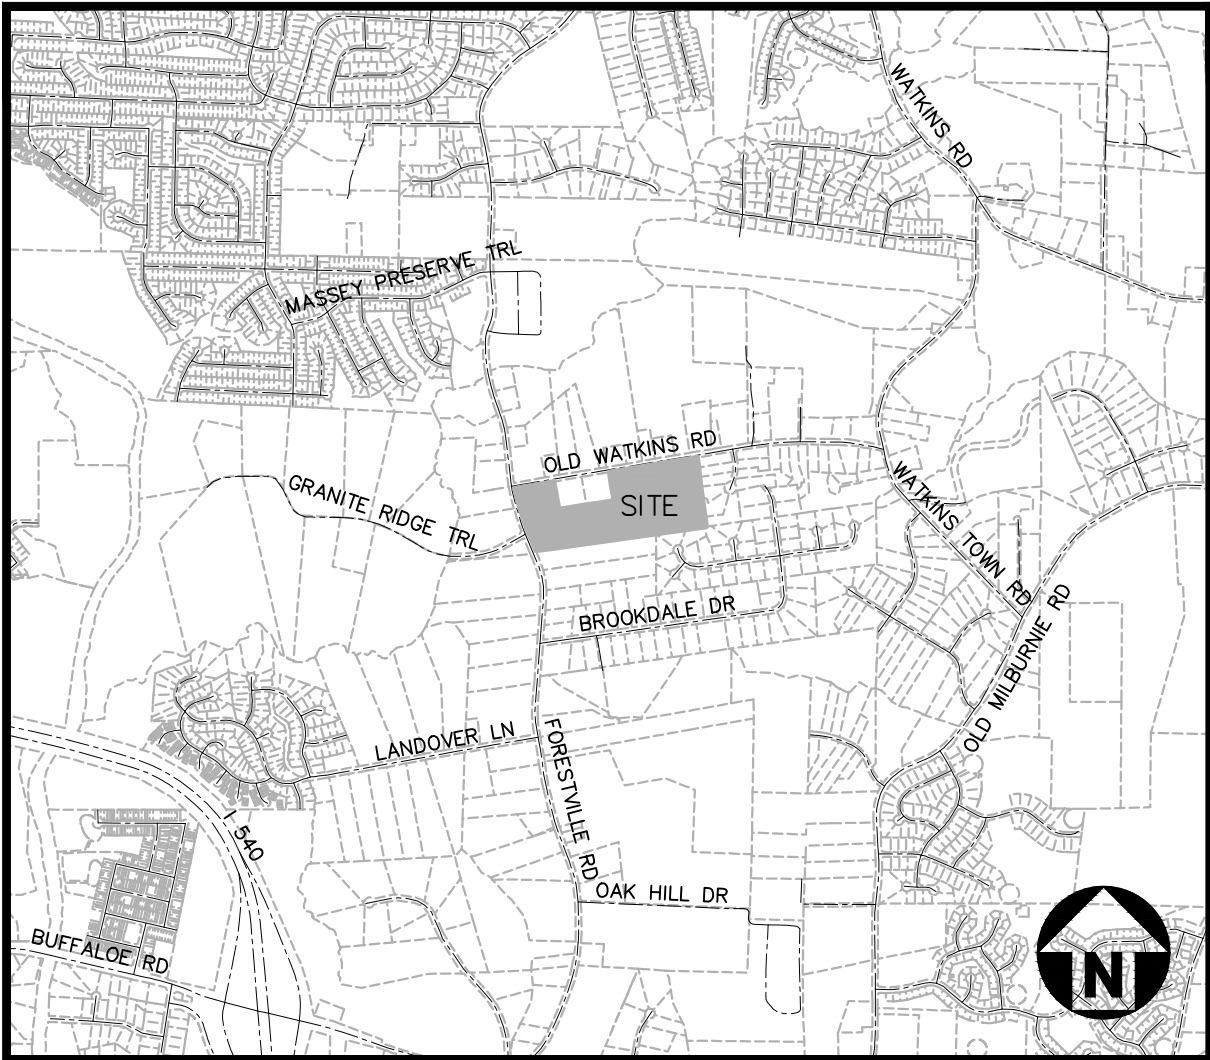 WATKINS RD
MASSEY PRESERVE TRL
OLD WATKINS RD
GRANITE RIDGE TRL
SITE
WATKINS TOWN RD
BROOKDALE DR
OLD MILBURNIE RD
LANDOVER LN
FORESTVILLE RD
I 540
OAK HILL DR
BUFFALOE RD
N